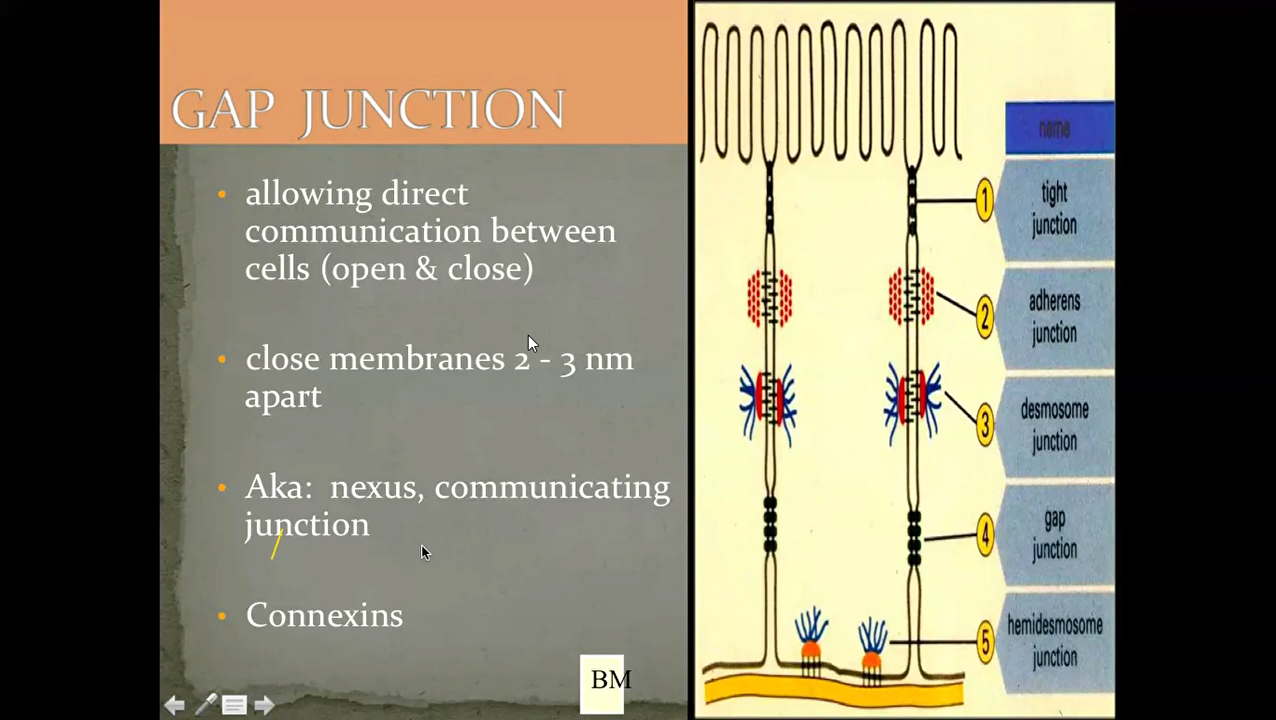 GAP JUNCTION
allowing direct
communication between
cells (open & close)
close membranes 2 - 3 nm
apart
Aka: nexus, communicating
junction
Connexins
BM
name
1
tight
junction
2
adherens
junction
3
desmosome
junction
4
gap
junction
5
hemidesmosome
junction